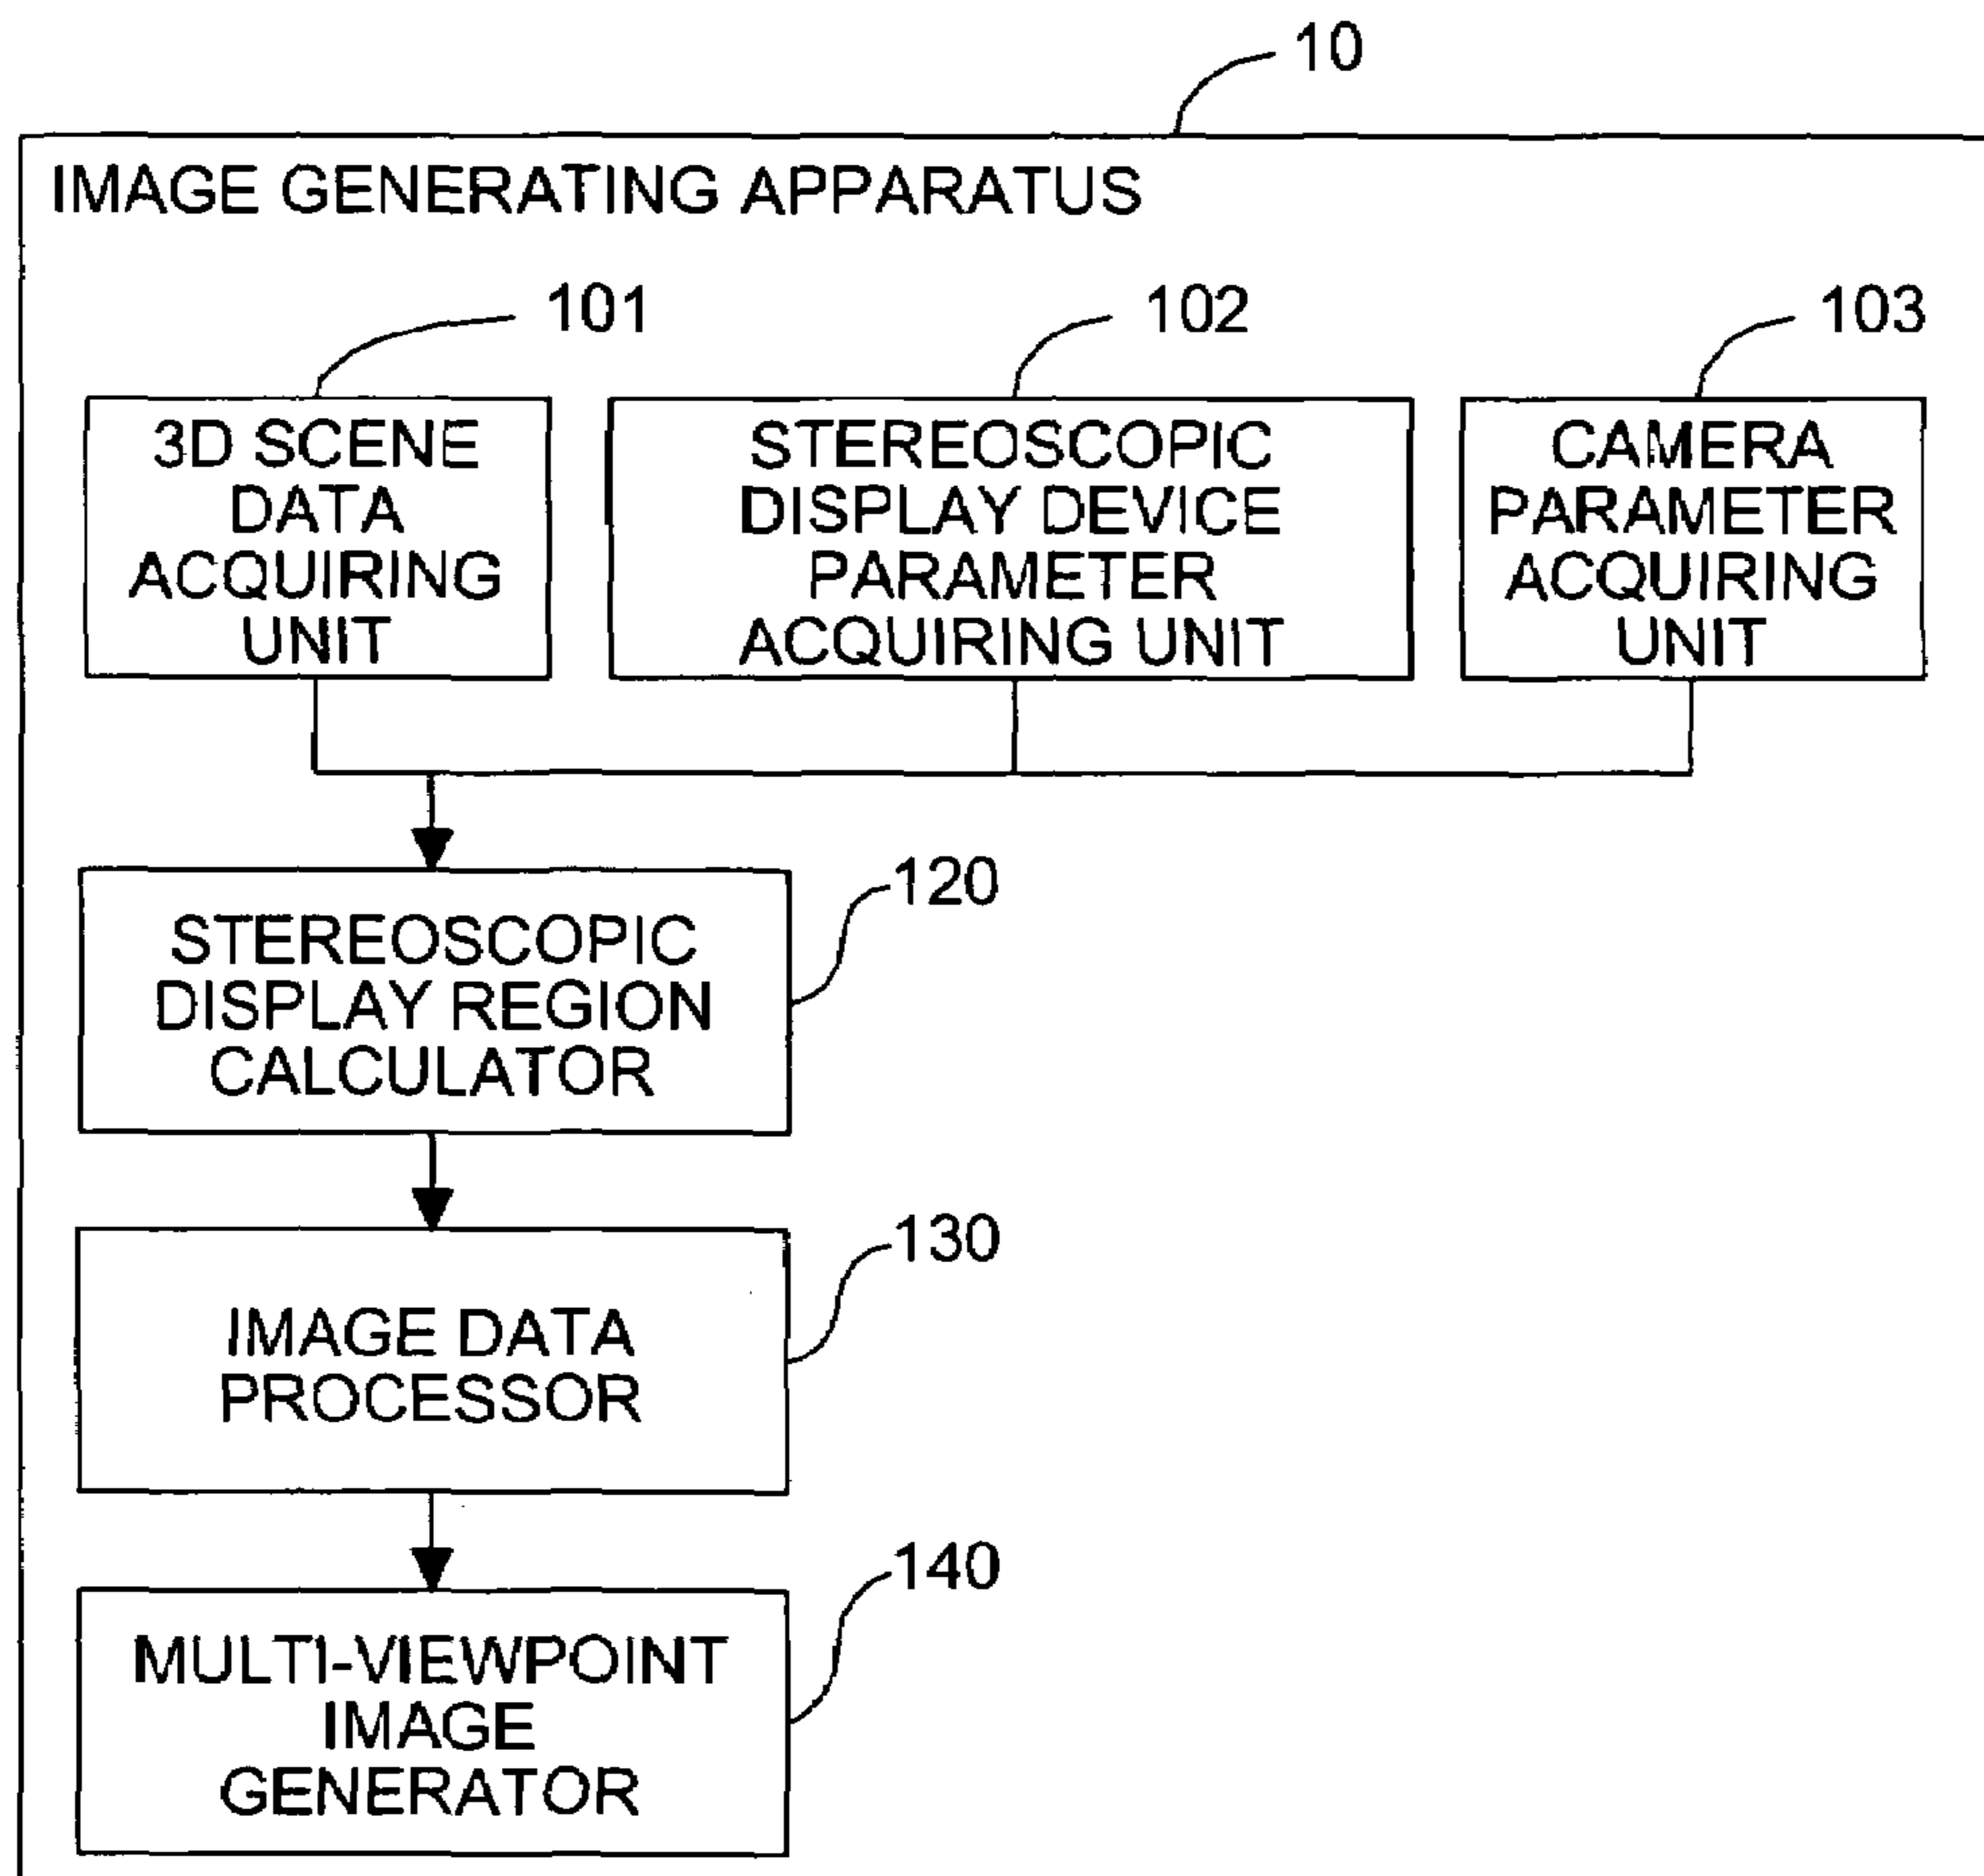 10
IMAGE GENERATING APPARATUS
101
102
103
3D SCENE
DATA
ACQUIRING
UNIT
STEREOSCOPIC
DISPLAY DEVICE
PARAMETER
ACQUIRING UNIT
CAMERA
PARAMETER
ACQUIRING
UNIT
120
STEREOSCOPIC
DISPLAY REGION
CALCULATOR
130
IMAGE DATA
PROCESSOR
140
MULTI-VIEWPOINT
IMAGE
GENERATOR